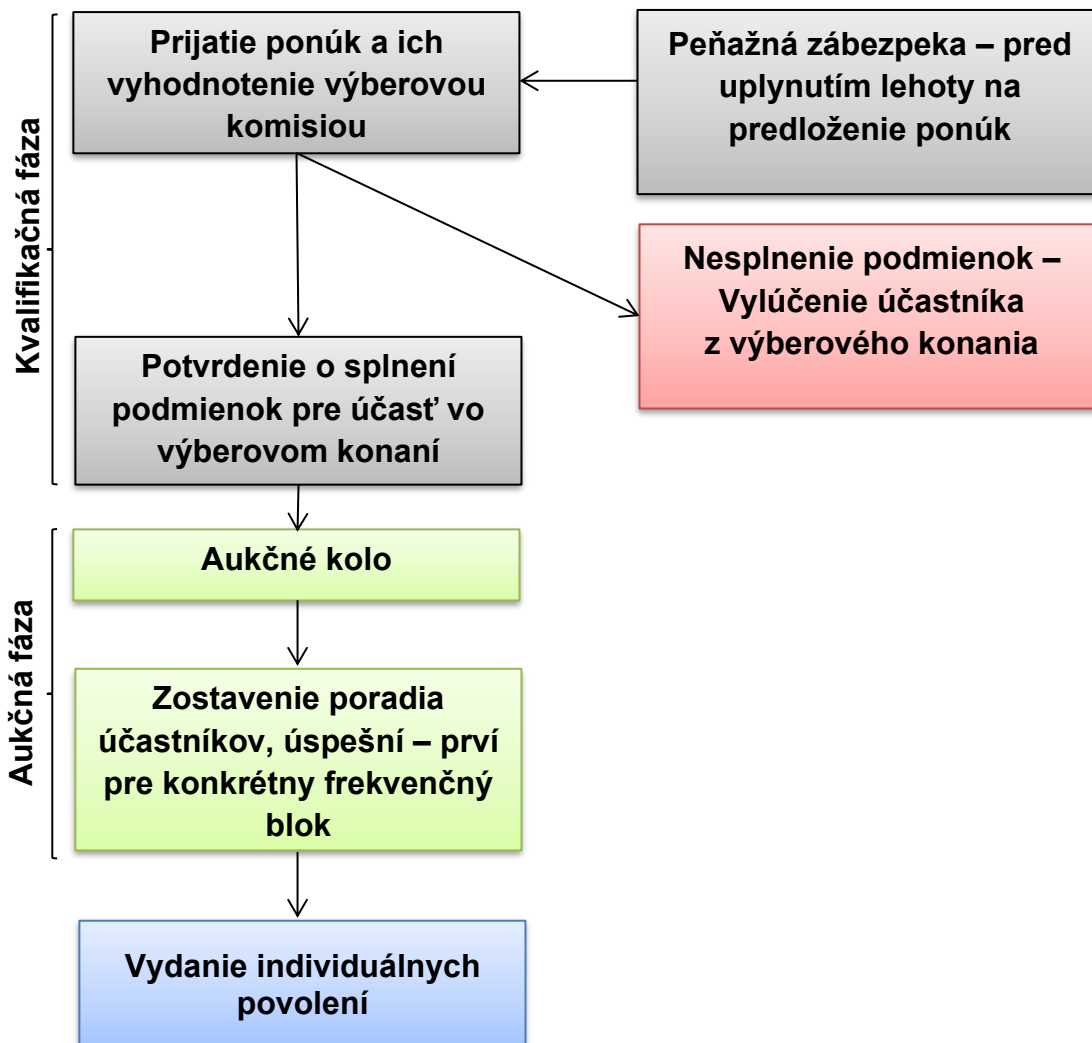 Kvalifikačná fáza
Prijatie ponúk a ich
vyhodnotenie výberovou
komisiou
Peňažná zábezpeka – pred
uplynutím lehoty na
predloženie ponúk
Nesplnenie podmienok –
Vylúčenie účastníka
z výberového konania
Potvrdenie o splnení
podmienok pre účasť vo
výberovom konaní
Aukčná fáza
Aukčné kolo
Zostavenie poradia
účastníkov, úspešní – prví
pre konkrétny frekvenčný
blok
Vydanie individuálnych
povolení